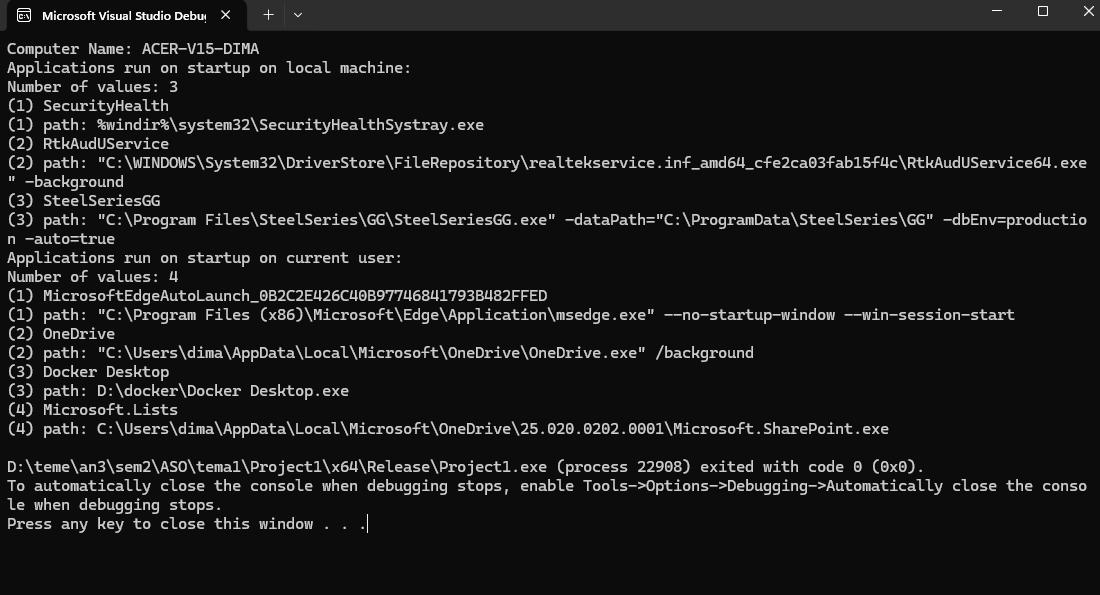 Microsoft Visual Studio Debu
Computer Name: ACER-V15-DIMA
Applications run on startup on local machine:
Number of values: 3
(1) SecurityHealth
(1) path: %windir%\system32\SecurityHealthSystray.exe
(2) RtkAudUService
(2) path: "C:\WINDOWS\System32\DriverStore\FileRepository\realtekservice.inf_amd64_cfe2ca03fab15f4c\RtkAudUService64.exe
" -background
(3) SteelSeriesGG
(3) path: "C:\Program Files\SteelSeries\GG\SteelSeriesGG.exe" -dataPath="C:\ProgramData\SteelSeries\GG" -dbEnv=productio
n -auto=true
Applications run on startup on current user:
Number of values: 4
(1) MicrosoftEdgeAutoLaunch_0B2C2E426C40B97746841793B482FFED
(1) path: "C:\Program Files (x86)\Microsoft\Edge\Application\msedge.exe" --no-startup-window --win-session-start
(2) OneDrive
(2) path: "C:\Users\dima\AppData\Local\Microsoft\OneDrive\OneDrive.exe" /background
(3) Docker Desktop
(3) path: D:\docker\Docker Desktop.exe
(4) Microsoft.Lists
(4) path: C:\Users\dima\AppData\Local\Microsoft\OneDrive\25.020.0202.0001\Microsoft.SharePoint.exe
D:\teme\an3\sem2\ASO\tema1\Project1\x64\Release\Project1.exe (process 22908) exited with code 0 (0x0).
To automatically close the console when debugging stops, enable Tools->Options->Debugging->Automatically close the conso
le when debugging stops.
Press any key to close this window . . .